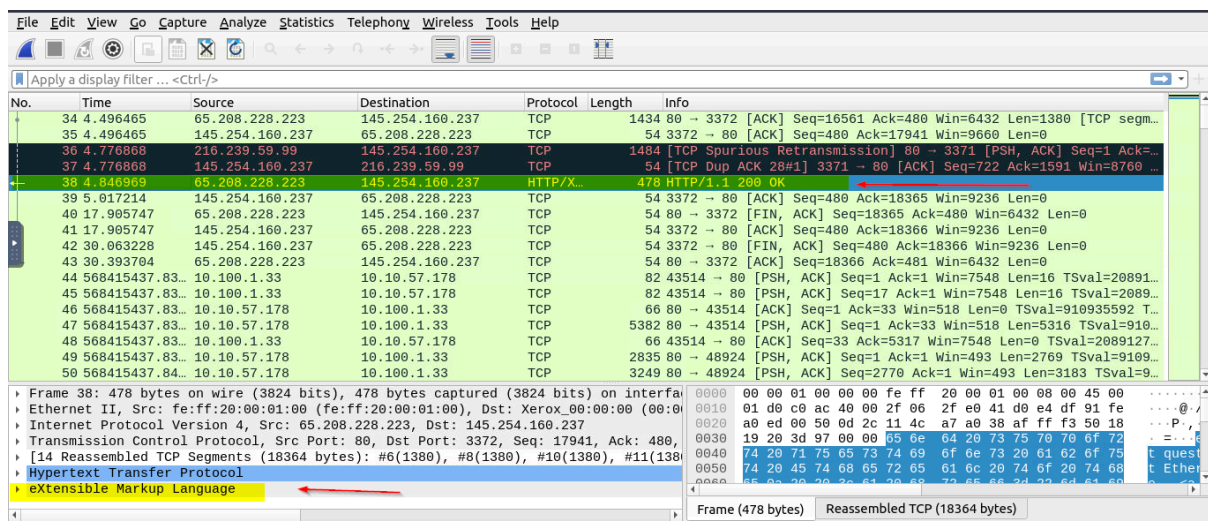 File Edit View Go Capture Analyze Statistics Telephony Wireless Tools Help
Apply a display filter … <Ctrl-/>
No. Time Source Destination Protocol Length Info
34 4.496465 65.208.228.223 145.254.160.237 TCP 1434 80 → 3372 [ACK] Seq=16561 Ack=480 Win=6432 Len=1380 [TCP segm…
35 4.496465 145.254.160.237 65.208.228.223 TCP 54 3372 → 80 [ACK] Seq=480 Ack=17941 Win=9660 Len=0
36 4.776868 216.239.59.99 145.254.160.237 TCP 1484 [TCP Spurious Retransmission] 80 → 3371 [PSH, ACK] Seq=1 Ack=…
37 4.776868 145.254.160.237 216.239.59.99 TCP 54 [TCP Dup ACK 28#1] 3371 → 80 [ACK] Seq=722 Ack=1591 Win=8760 …
38 4.846969 65.208.228.223 145.254.160.237 HTTP/X… 478 HTTP/1.1 200 OK
39 5.017214 145.254.160.237 65.208.228.223 TCP 54 3372 → 80 [ACK] Seq=480 Ack=18365 Win=9236 Len=0
40 17.905747 65.208.228.223 145.254.160.237 TCP 54 80 → 3372 [FIN, ACK] Seq=18365 Ack=480 Win=6432 Len=0
41 17.905747 145.254.160.237 65.208.228.223 TCP 54 3372 → 80 [ACK] Seq=480 Ack=18366 Win=9236 Len=0
42 30.063228 145.254.160.237 65.208.228.223 TCP 54 3372 → 80 [FIN, ACK] Seq=480 Ack=18366 Win=9236 Len=0
43 30.393704 65.208.228.223 145.254.160.237 TCP 54 80 → 3372 [ACK] Seq=18366 Ack=481 Win=6432 Len=0
44 568415437.83… 10.100.1.33 10.10.57.178 TCP 82 43514 → 80 [PSH, ACK] Seq=1 Ack=1 Win=7548 Len=16 TSval=20891…
45 568415437.83… 10.100.1.33 10.10.57.178 TCP 82 43514 → 80 [PSH, ACK] Seq=17 Ack=1 Win=7548 Len=16 TSval=2089…
46 568415437.83… 10.10.57.178 10.100.1.33 TCP 66 80 → 43514 [ACK] Seq=1 Ack=33 Win=518 Len=0 TSval=910935592 T…
47 568415437.83… 10.10.57.178 10.100.1.33 TCP 5382 80 → 43514 [PSH, ACK] Seq=1 Ack=33 Win=518 Len=5316 TSval=910…
48 568415437.83… 10.100.1.33 10.10.57.178 TCP 66 43514 → 80 [ACK] Seq=33 Ack=5317 Win=7548 Len=0 TSval=2089127…
49 568415437.83… 10.10.57.178 10.100.1.33 TCP 2835 80 → 48924 [PSH, ACK] Seq=1 Ack=1 Win=493 Len=2769 TSval=9109…
50 568415437.84… 10.10.57.178 10.100.1.33 TCP 3249 80 → 48924 [PSH, ACK] Seq=2770 Ack=1 Win=493 Len=3183 TSval=9…
Frame 38: 478 bytes on wire (3824 bits), 478 bytes captured (3824 bits) on interfa
Ethernet II, Src: fe:ff:20:00:01:00 (fe:ff:20:00:01:00), Dst: Xerox_00:00:00 (00:0
Internet Protocol Version 4, Src: 65.208.228.223, Dst: 145.254.160.237
Transmission Control Protocol, Src Port: 80, Dst Port: 3372, Seq: 17941, Ack: 480,
[14 Reassembled TCP Segments (18364 bytes): #6(1380), #8(1380), #10(1380), #11(138
Hypertext Transfer Protocol
eXtensible Markup Language
0000 00 00 01 00 00 00 fe ff 20 00 01 00 08 00 45 00 ········
0010 01 d0 c0 ac 40 00 2f 06 2f e0 41 d0 e4 df 91 fe ····@·/
0020 a0 ed 00 50 0d 2c 11 4c a7 a0 38 af ff f3 50 18 ···P·,·
0030 19 20 3d 97 00 00 65 6e 64 20 73 75 70 70 6f 72 · =···e
0040 74 20 71 75 65 73 74 69 6f 6e 73 20 61 62 6f 75 t quest
0050 74 20 45 74 68 65 72 65 61 6c 20 74 6f 20 74 68 t Ether
0060 65 0a 20 20 3c 61 20 68 72 65 66 3d 22 6d 61 69 e <a
Frame (478 bytes) Reassembled TCP (18364 bytes)